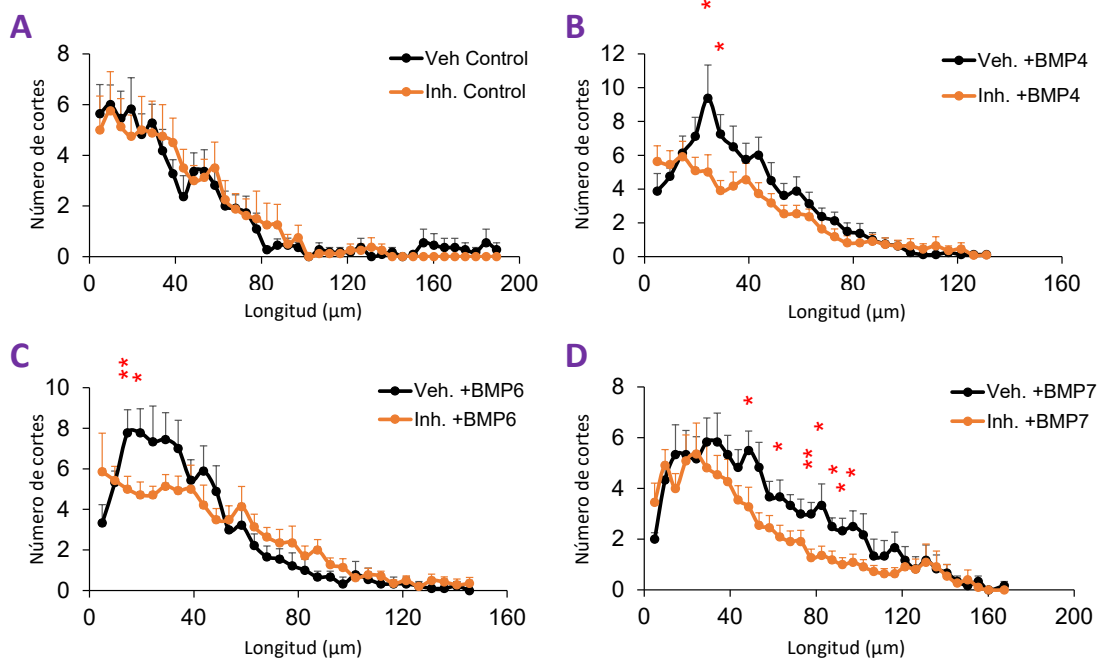 A
8
6
4
2
0
Número de cortes
0 40 80 120 160 200
Longitud (µm)
Veh Control
Inh. Control
B
* *
12
10
8
6
4
2
0
Número de cortes
0 40 80 120 160
Longitud (µm)
Veh. +BMP4
Inh. +BMP4
C
** *
10
8
6
4
2
0
Número de cortes
0 40 80 120 160
Longitud (µm)
Veh. +BMP6
Inh. +BMP6
D
* * ** * * * *
8
6
4
2
0
Número de cortes
0 40 80 120 160 200
Longitud (µm)
Veh. +BMP7
Inh. +BMP7